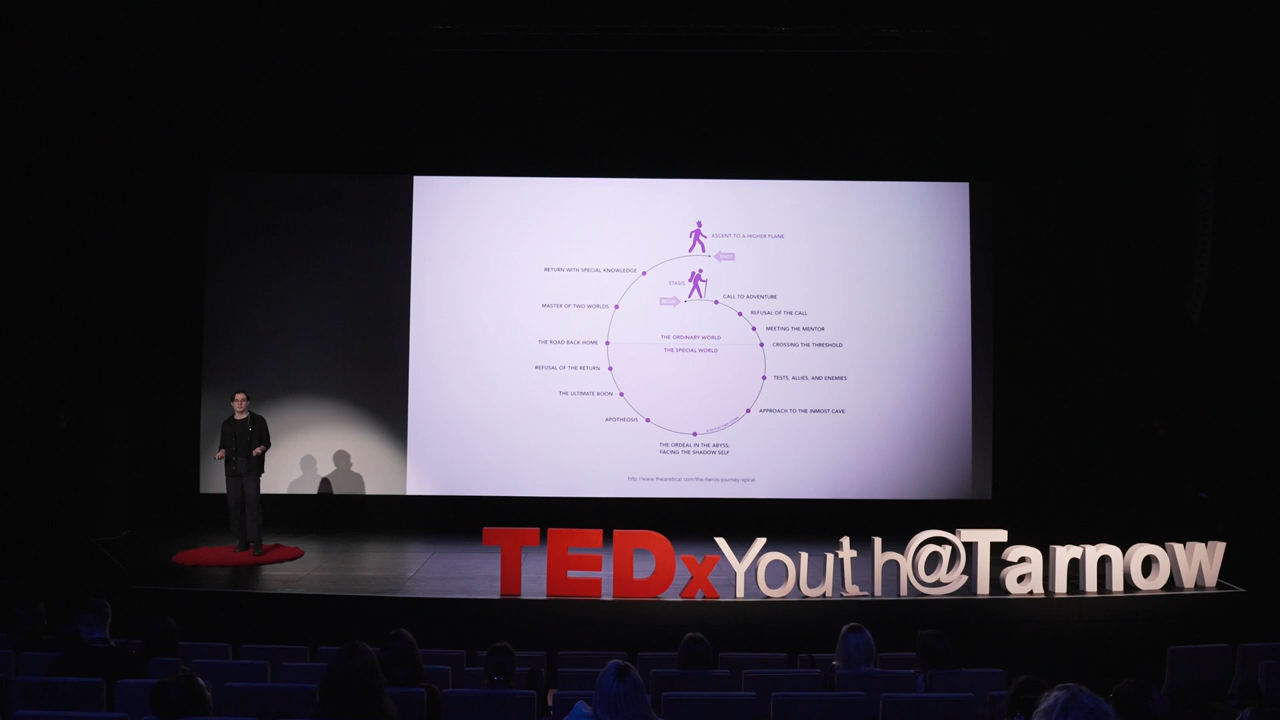 ASCENT TO A HIGHER PLANE
ENDS
RETURN WITH SPECIAL KNOWLEDGE
STASIS
CALL TO ADVENTURE
MASTER OF TWO WORLDS
REFUSAL OF THE CALL
MEETING THE MENTOR
THE ORDINARY WORLD
THE ROAD BACK HOME
CROSSING THE THRESHOLD
THE SPECIAL WORLD
REFUSAL OF THE RETURN
TESTS, ALLIES, AND ENEMIES
THE ULTIMATE BOON
APPROACH TO THE INMOST CAVE
APOTHEOSIS
THE ORDEAL IN THE ABYSS;
FACING THE SHADOW SELF
TEDxYouth@Tarnow